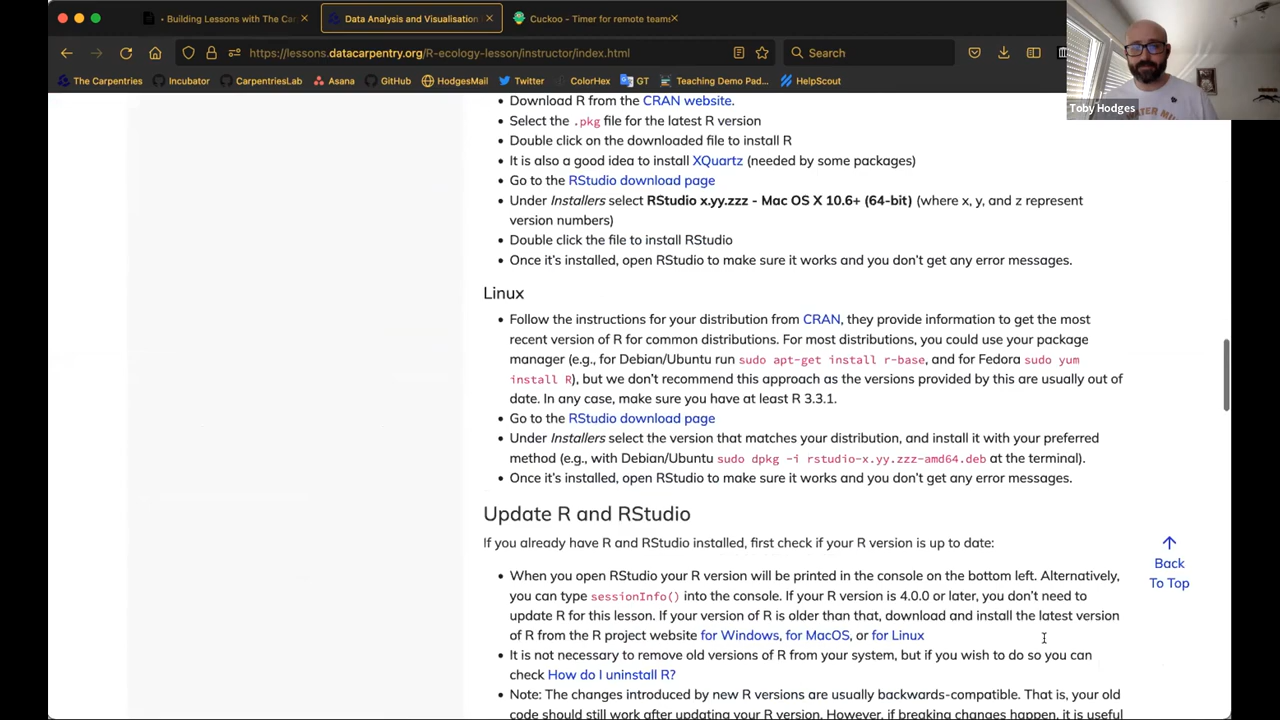 • Building Lessons with The Ca
Data Analysis and Visualisation
Cuckoo - Timer for remote teams
https://lessons.datacarpentry.org/R-ecology-lesson/instructor/index.html
Search
The Carpentries Incubator CarpentriesLab Asana GitHub HodgesMail Twitter ColorHex GT Teaching Demo Pad... HelpScout
Toby Hodges
• Download R from the CRAN website.
• Select the .pkg file for the latest R version
• Double click on the downloaded file to install R
• It is also a good idea to install XQuartz (needed by some packages)
• Go to the RStudio download page
• Under Installers select RStudio x.yy.zzz - Mac OS X 10.6+ (64-bit) (where x, y, and z represent
version numbers)
• Double click the file to install RStudio
• Once it's installed, open RStudio to make sure it works and you don't get any error messages.
Linux
• Follow the instructions for your distribution from CRAN, they provide information to get the most
recent version of R for common distributions. For most distributions, you could use your package
manager (e.g., for Debian/Ubuntu run sudo apt-get install r-base, and for Fedora sudo yum
install R), but we don't recommend this approach as the versions provided by this are usually out of
date. In any case, make sure you have at least R 3.3.1.
• Go to the RStudio download page
• Under Installers select the version that matches your distribution, and install it with your preferred
method (e.g., with Debian/Ubuntu sudo dpkg -i rstudio-x.yy.zzz-amd64.deb at the terminal).
• Once it's installed, open RStudio to make sure it works and you don't get any error messages.
Update R and RStudio
If you already have R and RStudio installed, first check if your R version is up to date:
• When you open RStudio your R version will be printed in the console on the bottom left. Alternatively,
you can type sessionInfo() into the console. If your R version is 4.0.0 or later, you don't need to
update R for this lesson. If your version of R is older than that, download and install the latest version
of R from the R project website for Windows, for MacOS, or for Linux
• It is not necessary to remove old versions of R from your system, but if you wish to do so you can
check How do I uninstall R?
• Note: The changes introduced by new R versions are usually backwards-compatible. That is, your old
code should still work after updating your R version. However, if breaking changes happen, it is useful
Back
To Top